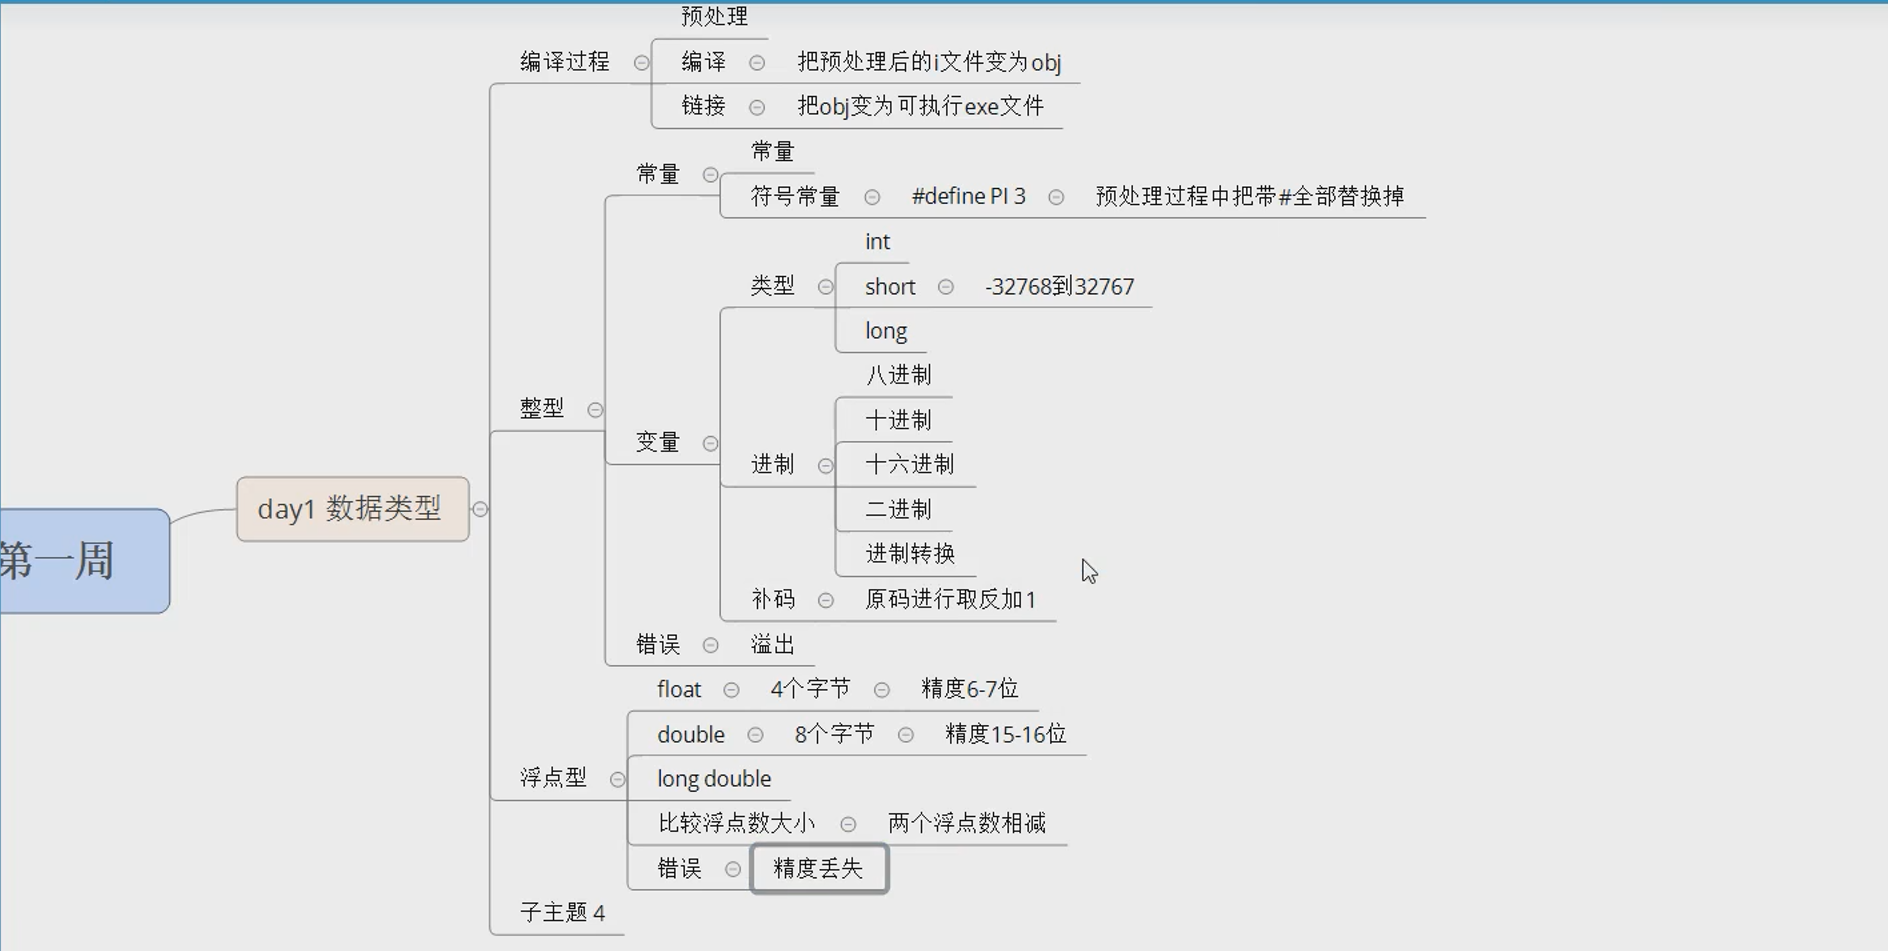 预处理
编译过程
编译
把预处理后的i文件变为obj
链接
把obj变为可执行exe文件
常量
常量
符号常量
#define PI 3
预处理过程中把带#全部替换掉
int
类型
short
-32768到32767
long
八进制
整型
十进制
变量
进制
十六进制
二进制
day1 数据类型
进制转换
第一周
补码
原码进行取反加1
错误
溢出
float
4个字节
精度6-7位
double
8个字节
精度15-16位
浮点型
long double
比较浮点数大小
两个浮点数相减
错误
精度丢失
子主题 4